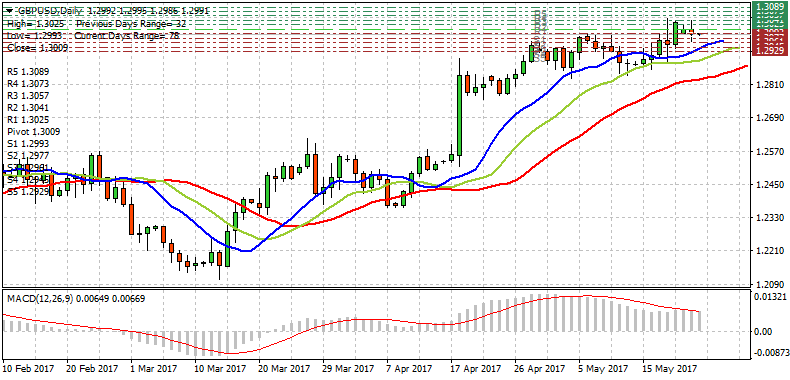 GBPUSD,Daily 1.2992 1.2995 1.2986 1.2991
High= 1.3025 Previous Days Range= 32
Low= 1.2993 Current Days Range= 78
Close= 1.3009
R5 1.3089
R4 1.3073
R3 1.3057
R2 1.3041
R1 1.3025
Pivot 1.3009
S1 1.2993
S2 1.2977
S3 1.2961
S4 1.2945
S5 1.2929
1.3089
1.2929
1.2810
1.2690
1.2570
1.2450
1.2330
1.2210
1.2090
MACD(12,26,9) 0.00649 0.00669
0.01321
0.00
-0.00873
10 Feb 2017 20 Feb 2017 1 Mar 2017 10 Mar 2017 20 Mar 2017 29 Mar 2017 7 Apr 2017 17 Apr 2017 26 Apr 2017 5 May 2017 15 May 2017